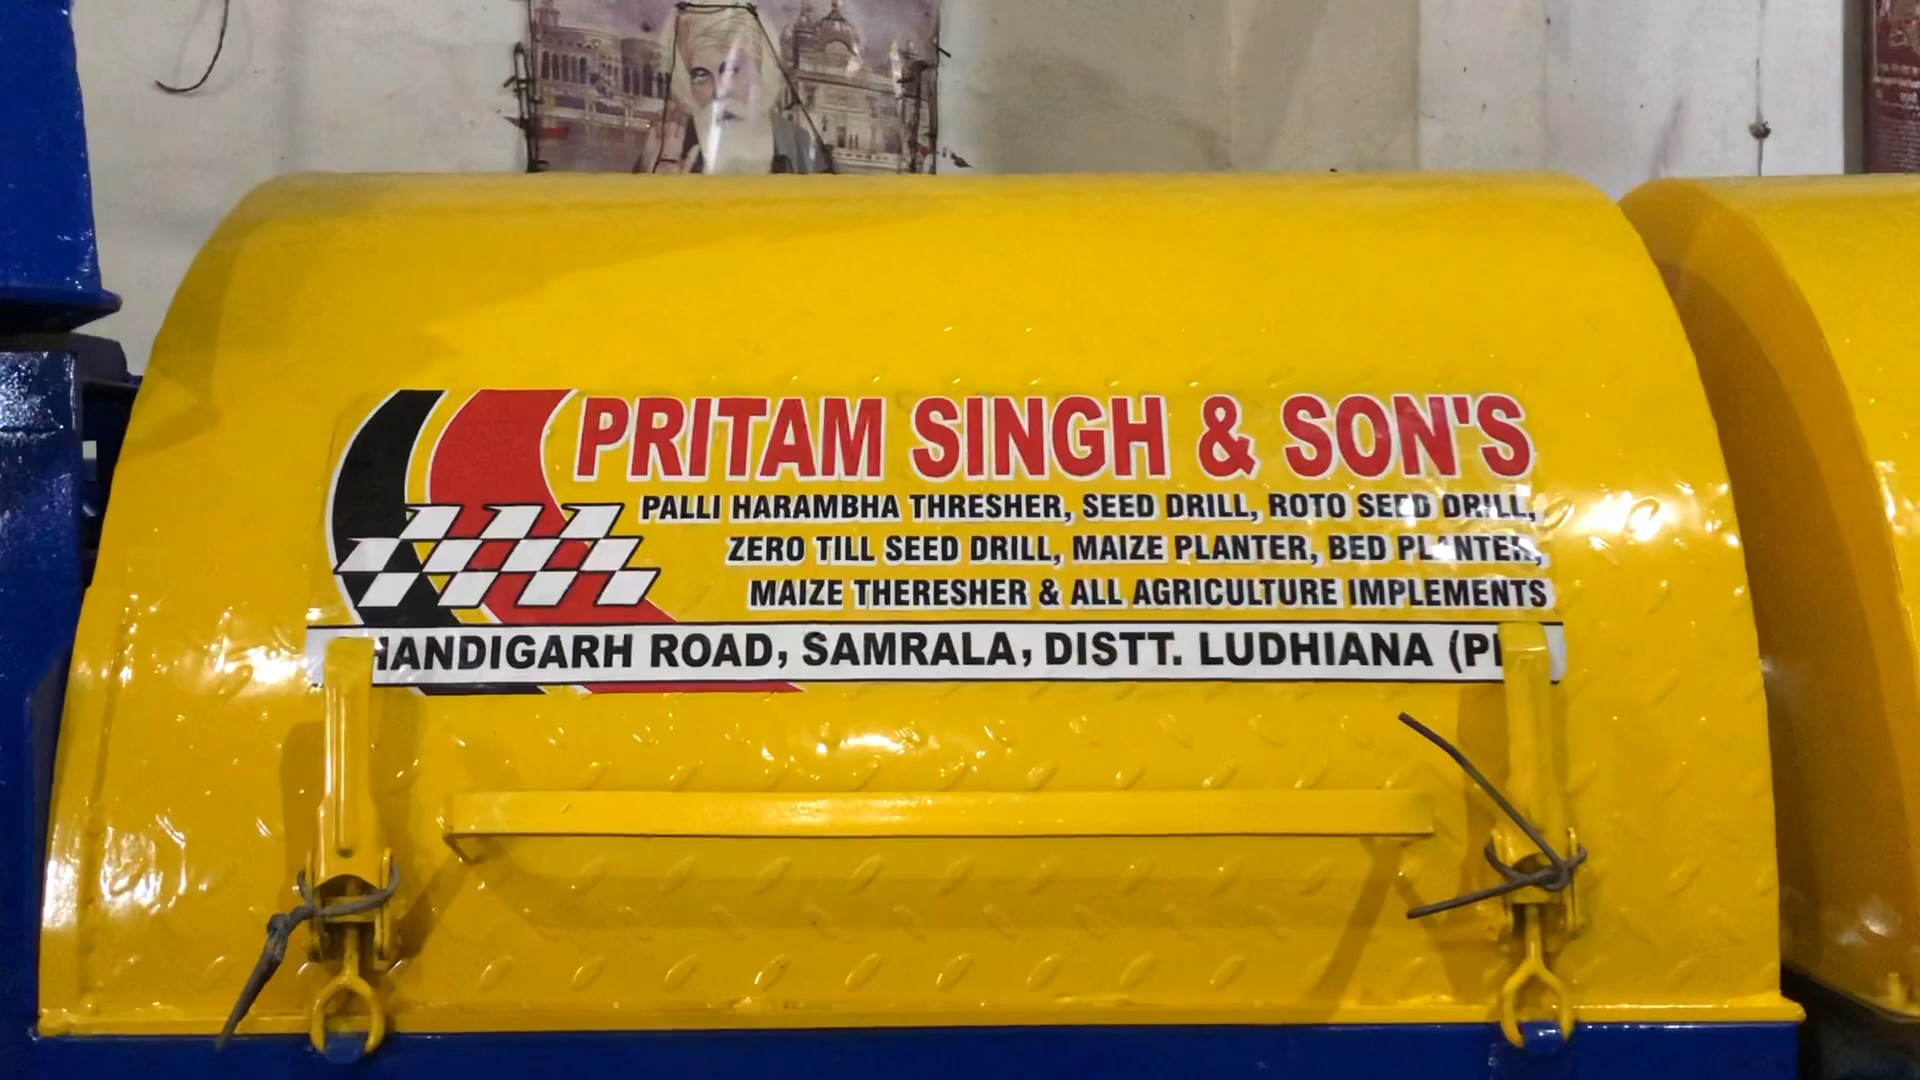 PRITAM SINGH & SON'S
PALLI HARAMBHA THRESHER, SEED DRILL, ROTO SEED DRILL,
ZERO TILL SEED DRILL, MAIZE PLANTER, BED PLANTER,
MAIZE THERESHER & ALL AGRICULTURE IMPLEMENTS
HANDIGARH ROAD, SAMRALA, DISTT. LUDHIANA (P